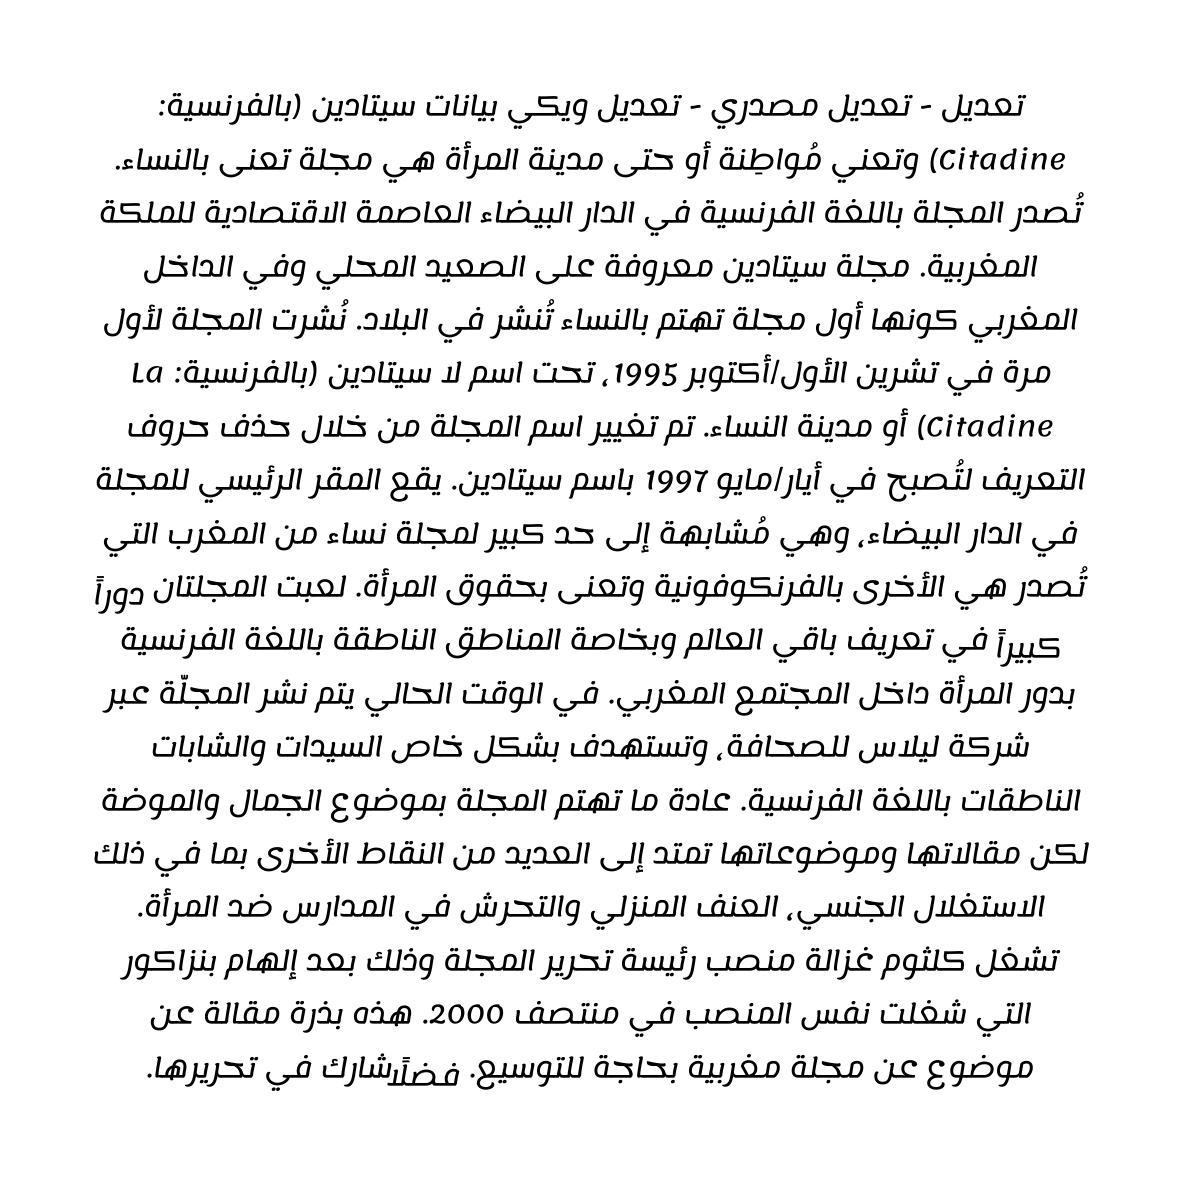 تعديل - تعديل مصدري - تعديل ويكي بيانات سيتادين (بالفرنسية:
Citadine) وتعني مُواطِنة أو حتى مدينة المرأة هي مجلة تعنى بالنساء.
تُصدر المجلة باللغة الفرنسية في الدار البيضاء العاصمة الاقتصادية للملكة
المغربية. مجلة سيتادين معروفة على الصعيد المحلي وفي الداخل
المغربي كونها أول مجلة تهتم بالنساء تُنشر في البلاد. نُشرت المجلة لأول
مرة في تشرين الأول/أكتوبر 1995، تحت اسم لا سيتادين (بالفرنسية: La
Citadine) أو مدينة النساء. تم تغيير اسم المجلة من خلال حذف حروف
التعريف لتُصبح في أيار/مايو 1997 باسم سيتادين. يقع المقر الرئيسي للمجلة
في الدار البيضاء، وهي مُشابهة إلى حد كبير لمجلة نساء من المغرب التي
تُصدر هي الأخرى بالفرنكوفونية وتعنى بحقوق المرأة. لعبت المجلتان دوراً
كبيراً في تعريف باقي العالم وبخاصة المناطق الناطقة باللغة الفرنسية
بدور المرأة داخل المجتمع المغربي. في الوقت الحالي يتم نشر المجلّة عبر
شركة ليلاس للصحافة، وتستهدف بشكل خاص السيدات والشابات
الناطقات باللغة الفرنسية. عادة ما تهتم المجلة بموضوع الجمال والموضة
لكن مقالاتها وموضوعاتها تمتد إلى العديد من النقاط الأخرى بما في ذلك
الاستغلال الجنسي، العنف المنزلي والتحرش في المدارس ضد المرأة.
تشغل كلثوم غزالة منصب رئيسة تحرير المجلة وذلك بعد إلهام بنزاكور
التي شغلت نفس المنصب في منتصف 2000. هذه بذرة مقالة عن
موضوع عن مجلة مغربية بحاجة للتوسيع. فضلًاشارك في تحريرها.